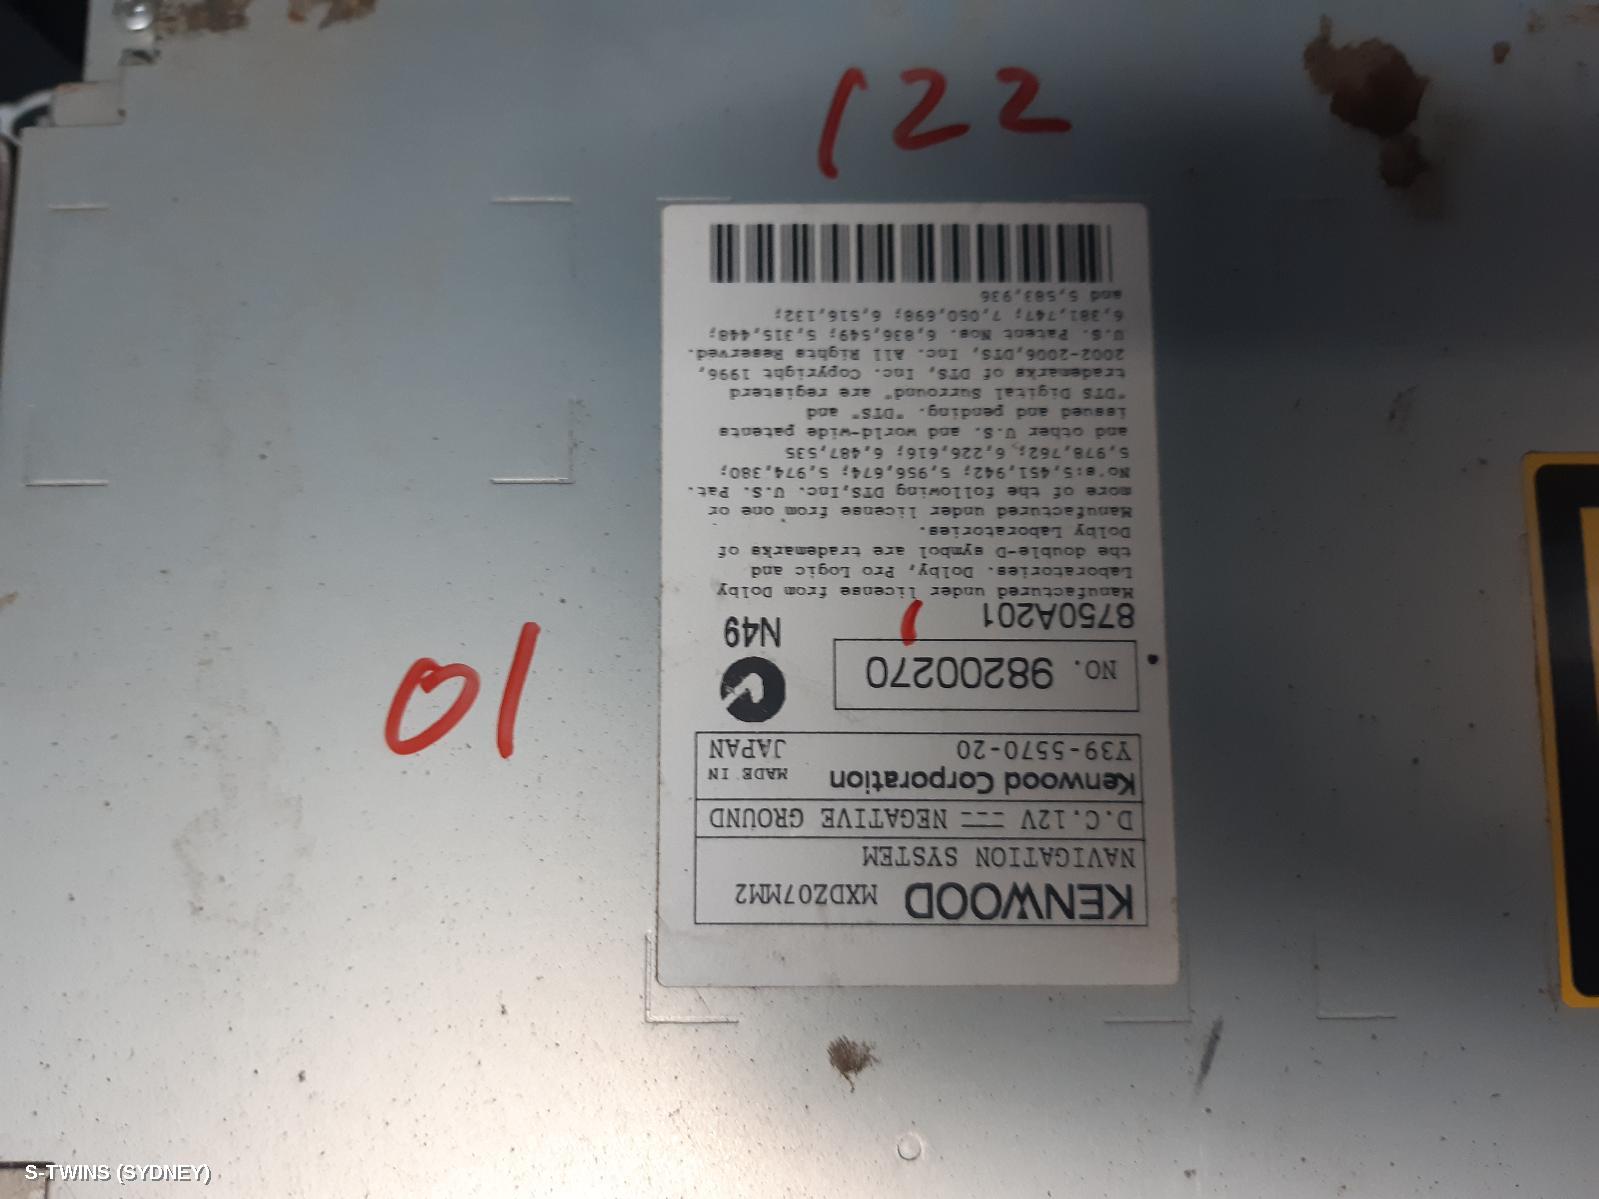 122
01
KENWOOD MXDZ07MM2
NAVIGATION SYSTEM
D.C.12V NEGATIVE GROUND
Kenwood Corporation MADE IN
Y39-5570-20 JAPAN
NO. 98200270
8750A201 N49
Manufactured under license from Dolby
Laboratories. Dolby, Pro Logic and
the double-D symbol are trademarks of
Dolby Laboratories.
Manufactured under license from one or
more of the following DTS,Inc. U.S. Pat.
No's:5,451,942; 5,956,674; 5,974,380;
5,978,762; 6,226,616; 6,487,535
and other U.S. and world-wide patents
issued and pending. "DTS" and
"DTS Digital Surround" are registerd
trademarks of DTS, Inc. Copyright 1996,
2002-2006,DTS, Inc. All Rights Reserved.
U.S. Patent Nos. 6,836,549; 5,315,448;
6,381,747; 7,050,698; 6,516,132;
and 5,583,936
S-TWINS (SYDNEY)